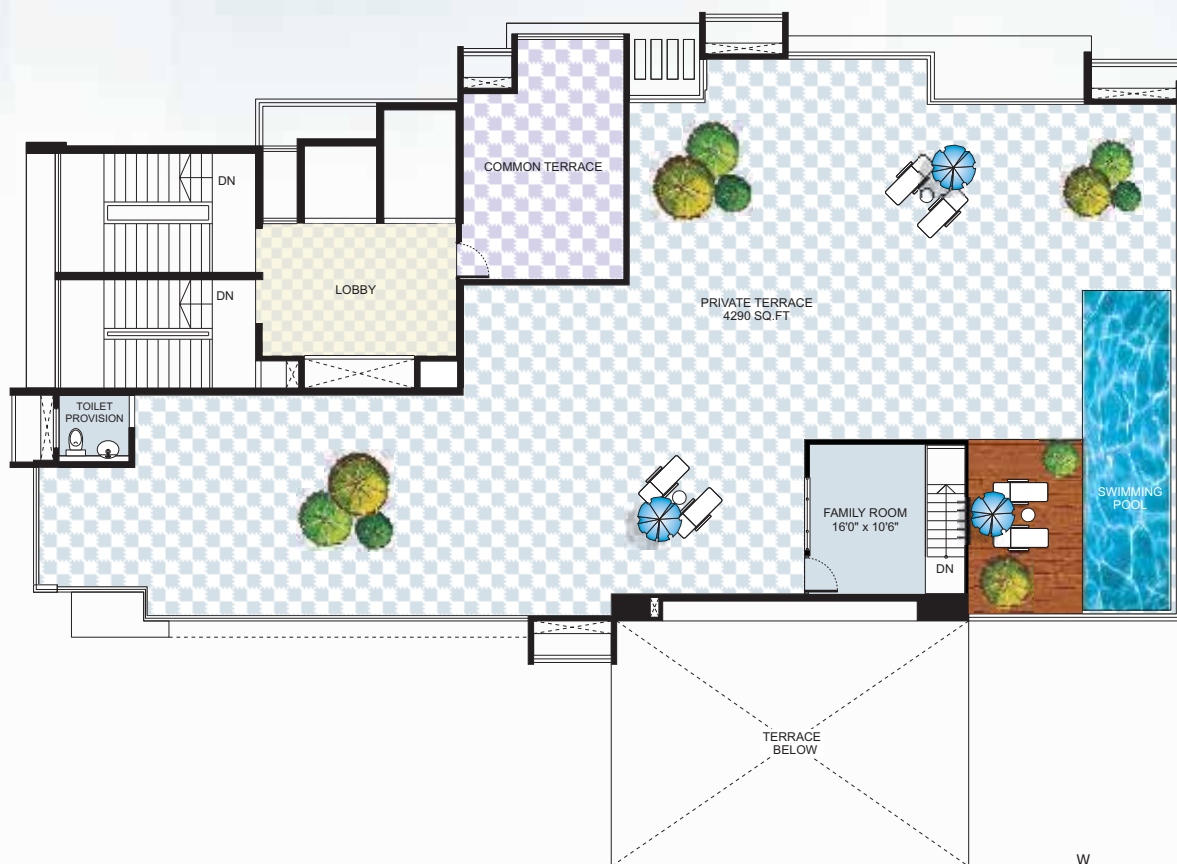 COMMON TERRACE
DN
LOBBY
DN
PRIVATE TERRACE
4290 SQ.FT
TOILET
PROVISION
FAMILY ROOM
16'0" x 10'6"
SWIMMING
POOL
DN
TERRACE
BELOW
W